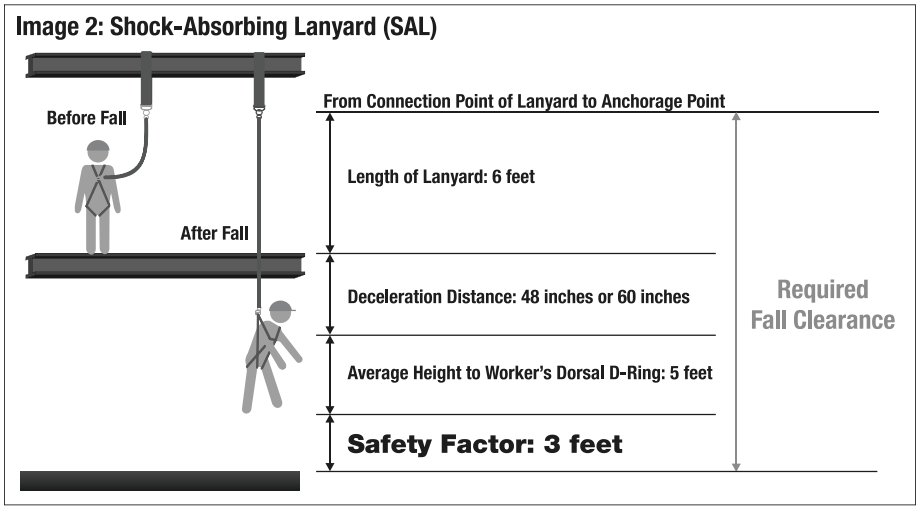 Image 2: Shock-Absorbing Lanyard (SAL)
From Connection Point of Lanyard to Anchorage Point
Before Fall
Length of Lanyard: 6 feet
After Fall
Deceleration Distance: 48 inches or 60 inches
Required
Fall Clearance
Average Height to Worker's Dorsal D-Ring: 5 feet
Safety Factor: 3 feet